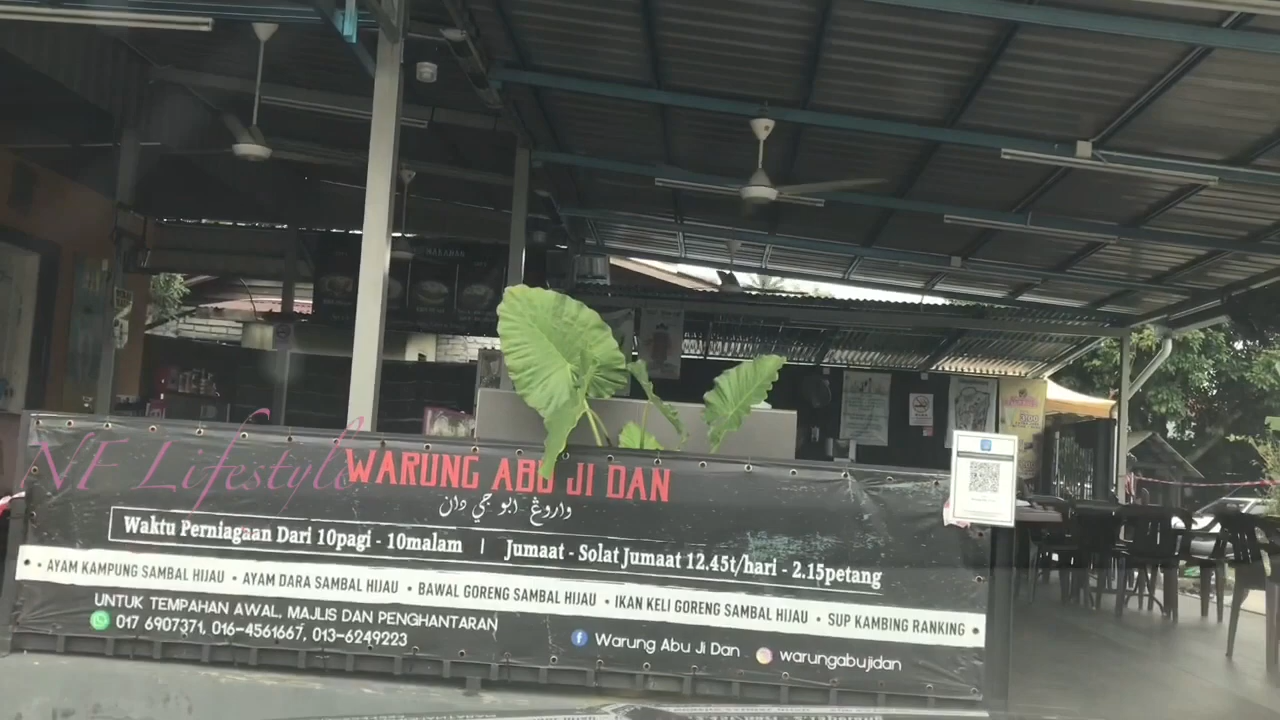 MAKANAN
NF Lifestyle
WARUNG ABU JI DAN
واروڠ ابو جي دان
Waktu Perniagaan Dari 10pagi - 10malam | Jumaat - Solat Jumaat 12.45t/hari - 2.15petang
• AYAM KAMPUNG SAMBAL HIJAU • AYAM DARA SAMBAL HIJAU • BAWAL GORENG SAMBAL HIJAU • IKAN KELI GORENG SAMBAL HIJAU • SUP KAMBING RANKING
UNTUK TEMPAHAN AWAL, MAJLIS DAN PENGHANTARAN
017 6907371, 016-4561667, 013-6249223
Warung Abu Ji Dan
warungabujidan